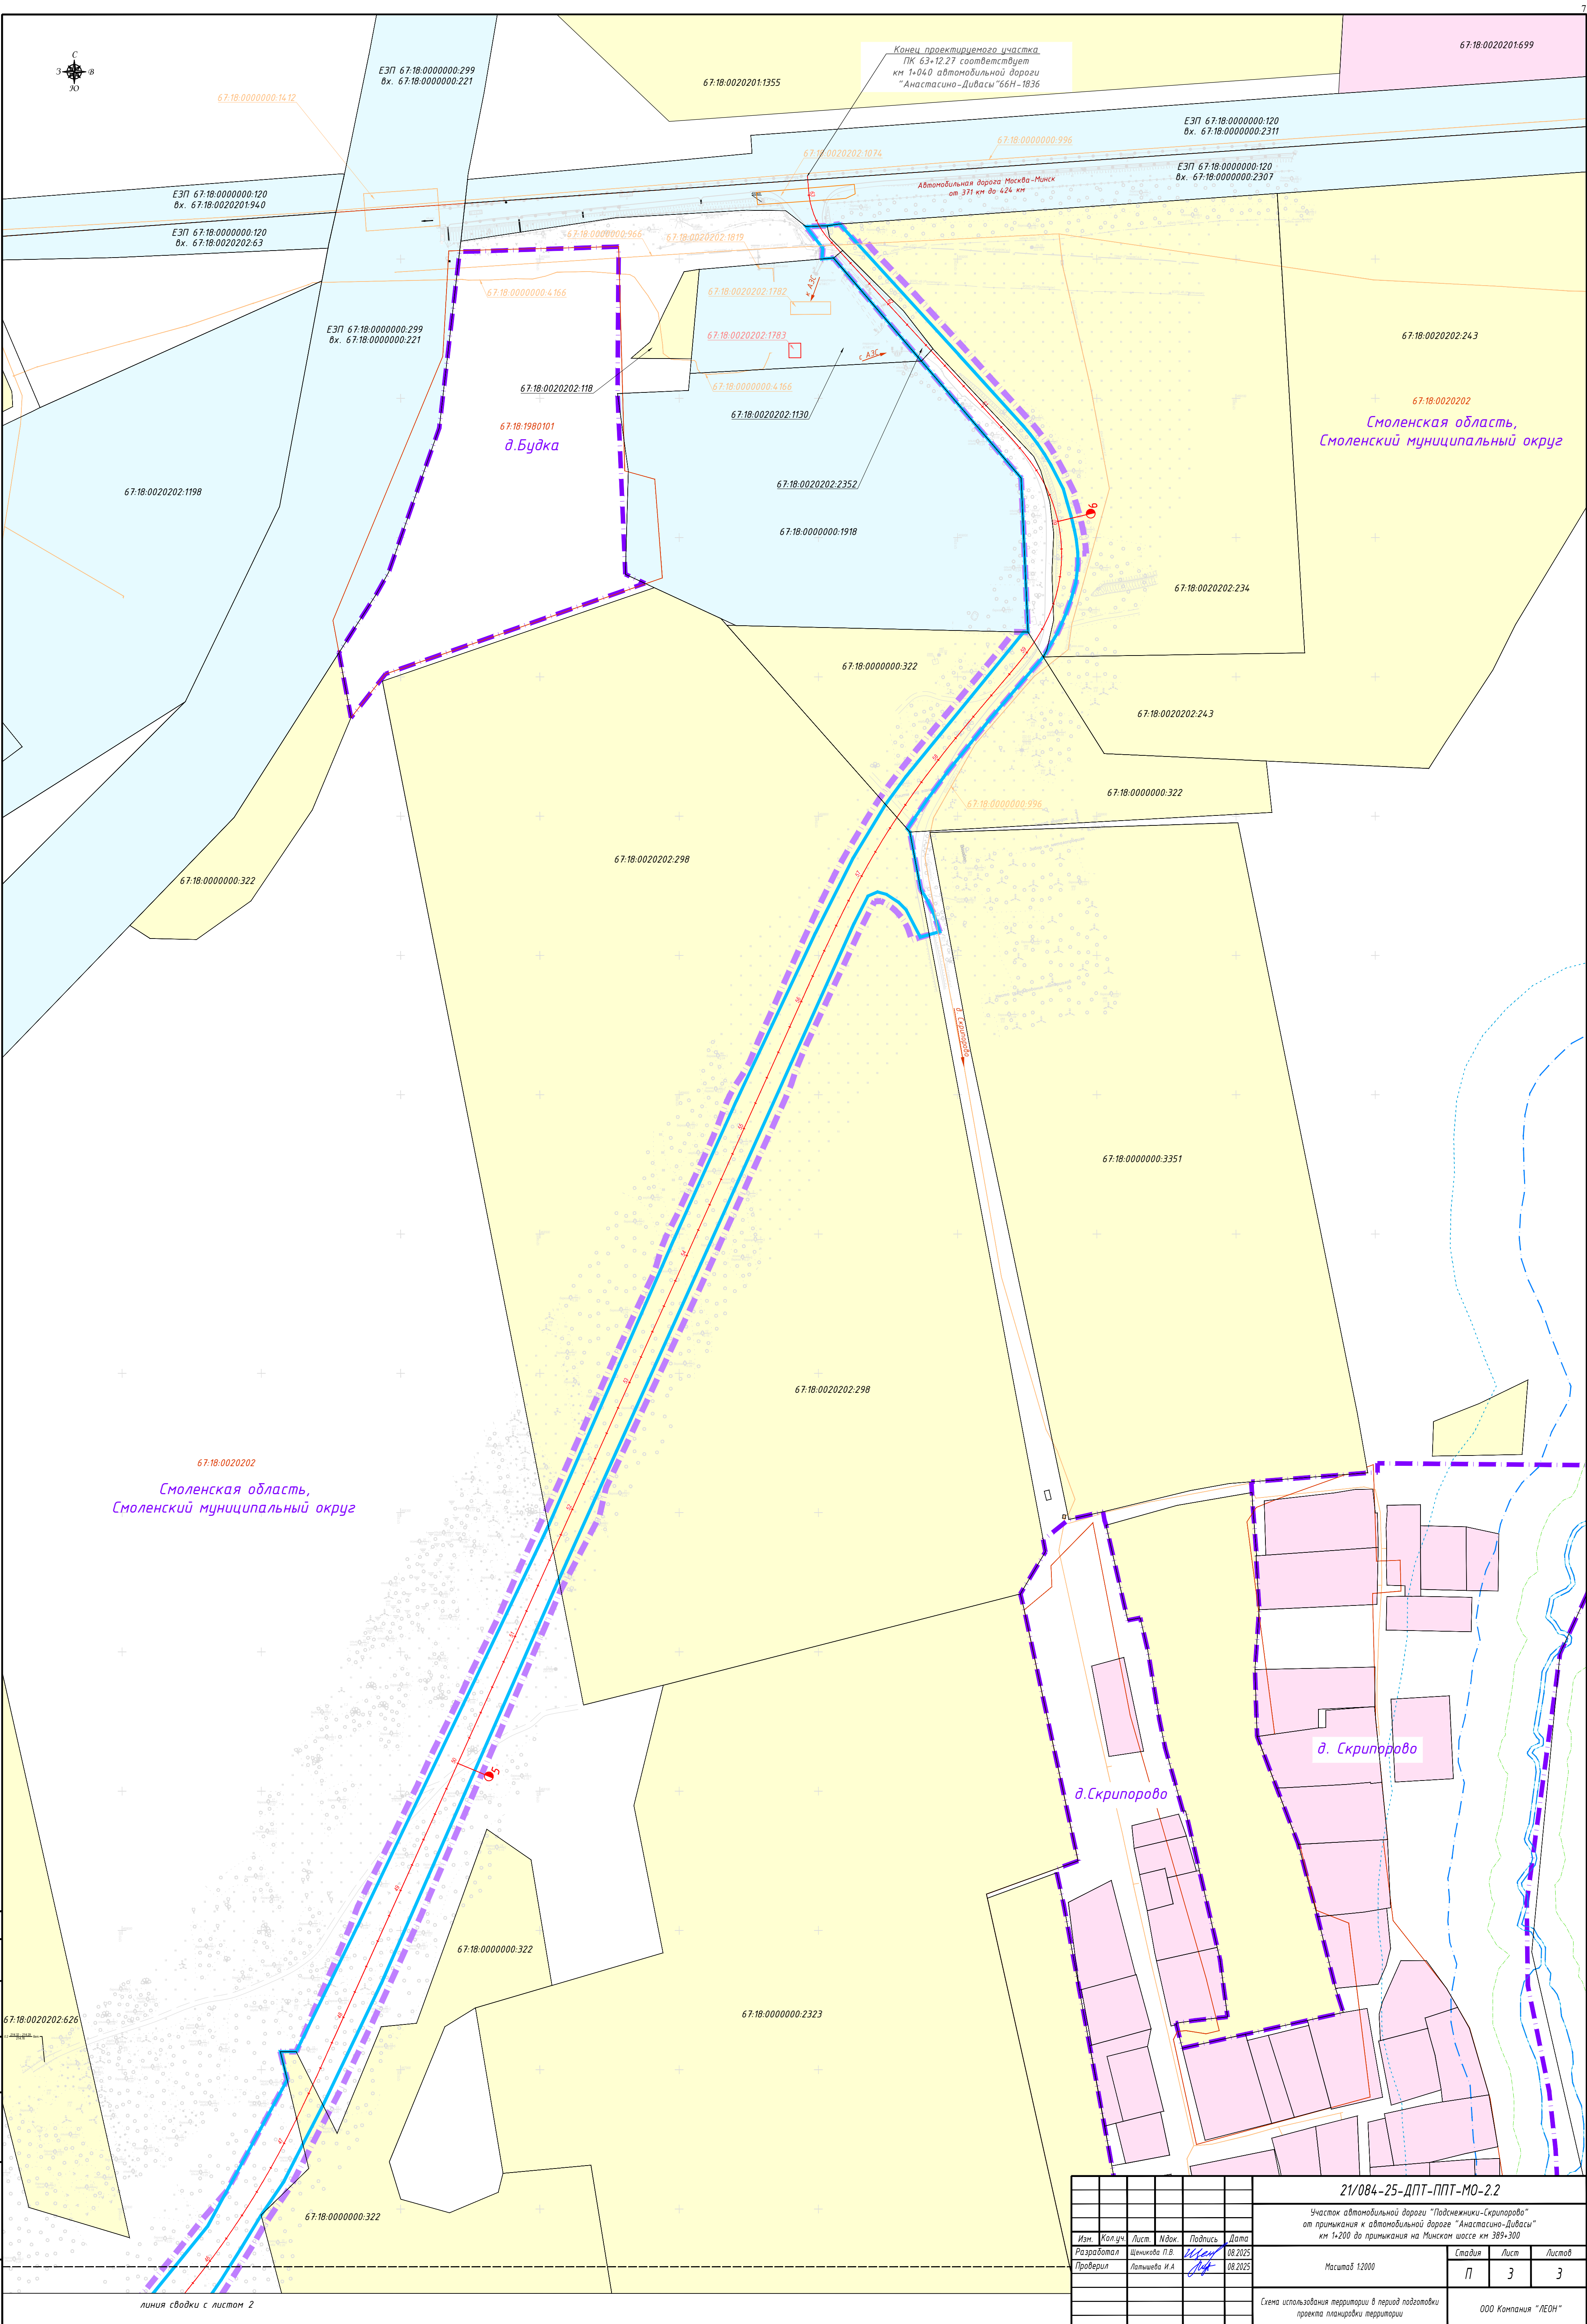 7
С
З
В
Ю
ЕЗП 67:18:0000000:299
вх. 67:18:0000000:221
67:18:0000000:1412
67:18:0020201:1355
Конец проектируемого участка
ПК 63+12.27 соответствует
км 1+040 автомобильной дороги
"Анастасино-Дивасы"66Н-1836
67:18:0020201:699
ЕЗП 67:18:0000000:120
вх. 67:18:0000000:2311
67:18:0000000:996
67:18:0020202:1074
ЕЗП 67:18:0000000:120
вх. 67:18:0000000:2307
Автомобильная дорога Москва-Минск
от 371 км до 424 км
ЕЗП 67:18:0000000:120
вх. 67:18:0020201:940
ЕЗП 67:18:0000000:120
вх. 67:18:0020202:63
67:18:0000000:966
67:18:0020202:1819
67:18:0000000:4166
67:18:0020202:1782
к АЗС
ЕЗП 67:18:0000000:299
вх. 67:18:0000000:221
67:18:0020202:1783
с АЗС
67:18:0020202:243
67:18:0020202:118
67:18:0000000:4166
67:18:0020202:1130
67:18:0020202
Смоленская область,
Смоленский муниципальный округ
67:18:1980101
д.Будка
67:18:0020202:1198
67:18:0020202:2352
6
67:18:0000000:1918
67:18:0020202:234
67:18:0000000:322
67:18:0020202:243
67:18:0000000:322
67:18:0000000:996
67:18:0020202:298
67:18:0000000:322
д. Скрипорово
67:18:0000000:3351
67:18:0020202:298
67:18:0020202
Смоленская область,
Смоленский муниципальный округ
д. Скрипорово
5
д.Скрипорово
67:18:0000000:322
67:18:0020202:626
67:18:0000000:2323
67:18:0000000:322
линия сводки с листом 2
21/084-25-ДПТ-ППТ-МО-2.2
Участок автомобильной дороги "Подснежники-Скрипорово"
от примыкания к автомобильной дороге "Анастасино-Дивасы"
км 1+200 до примыкания на Минском шоссе км 389+300
Изм. Кол.уч. Лист. Nдок. Подпись Дата
Разработал Щеникова П.В. 08.2025
Проверил Латышева И.А 08.2025
Масштаб 1:2000
Стадия Лист Листов
П 3 3
Схема использования территории в период подготовки
проекта планировки территории
ООО Компания "ЛЕОН"